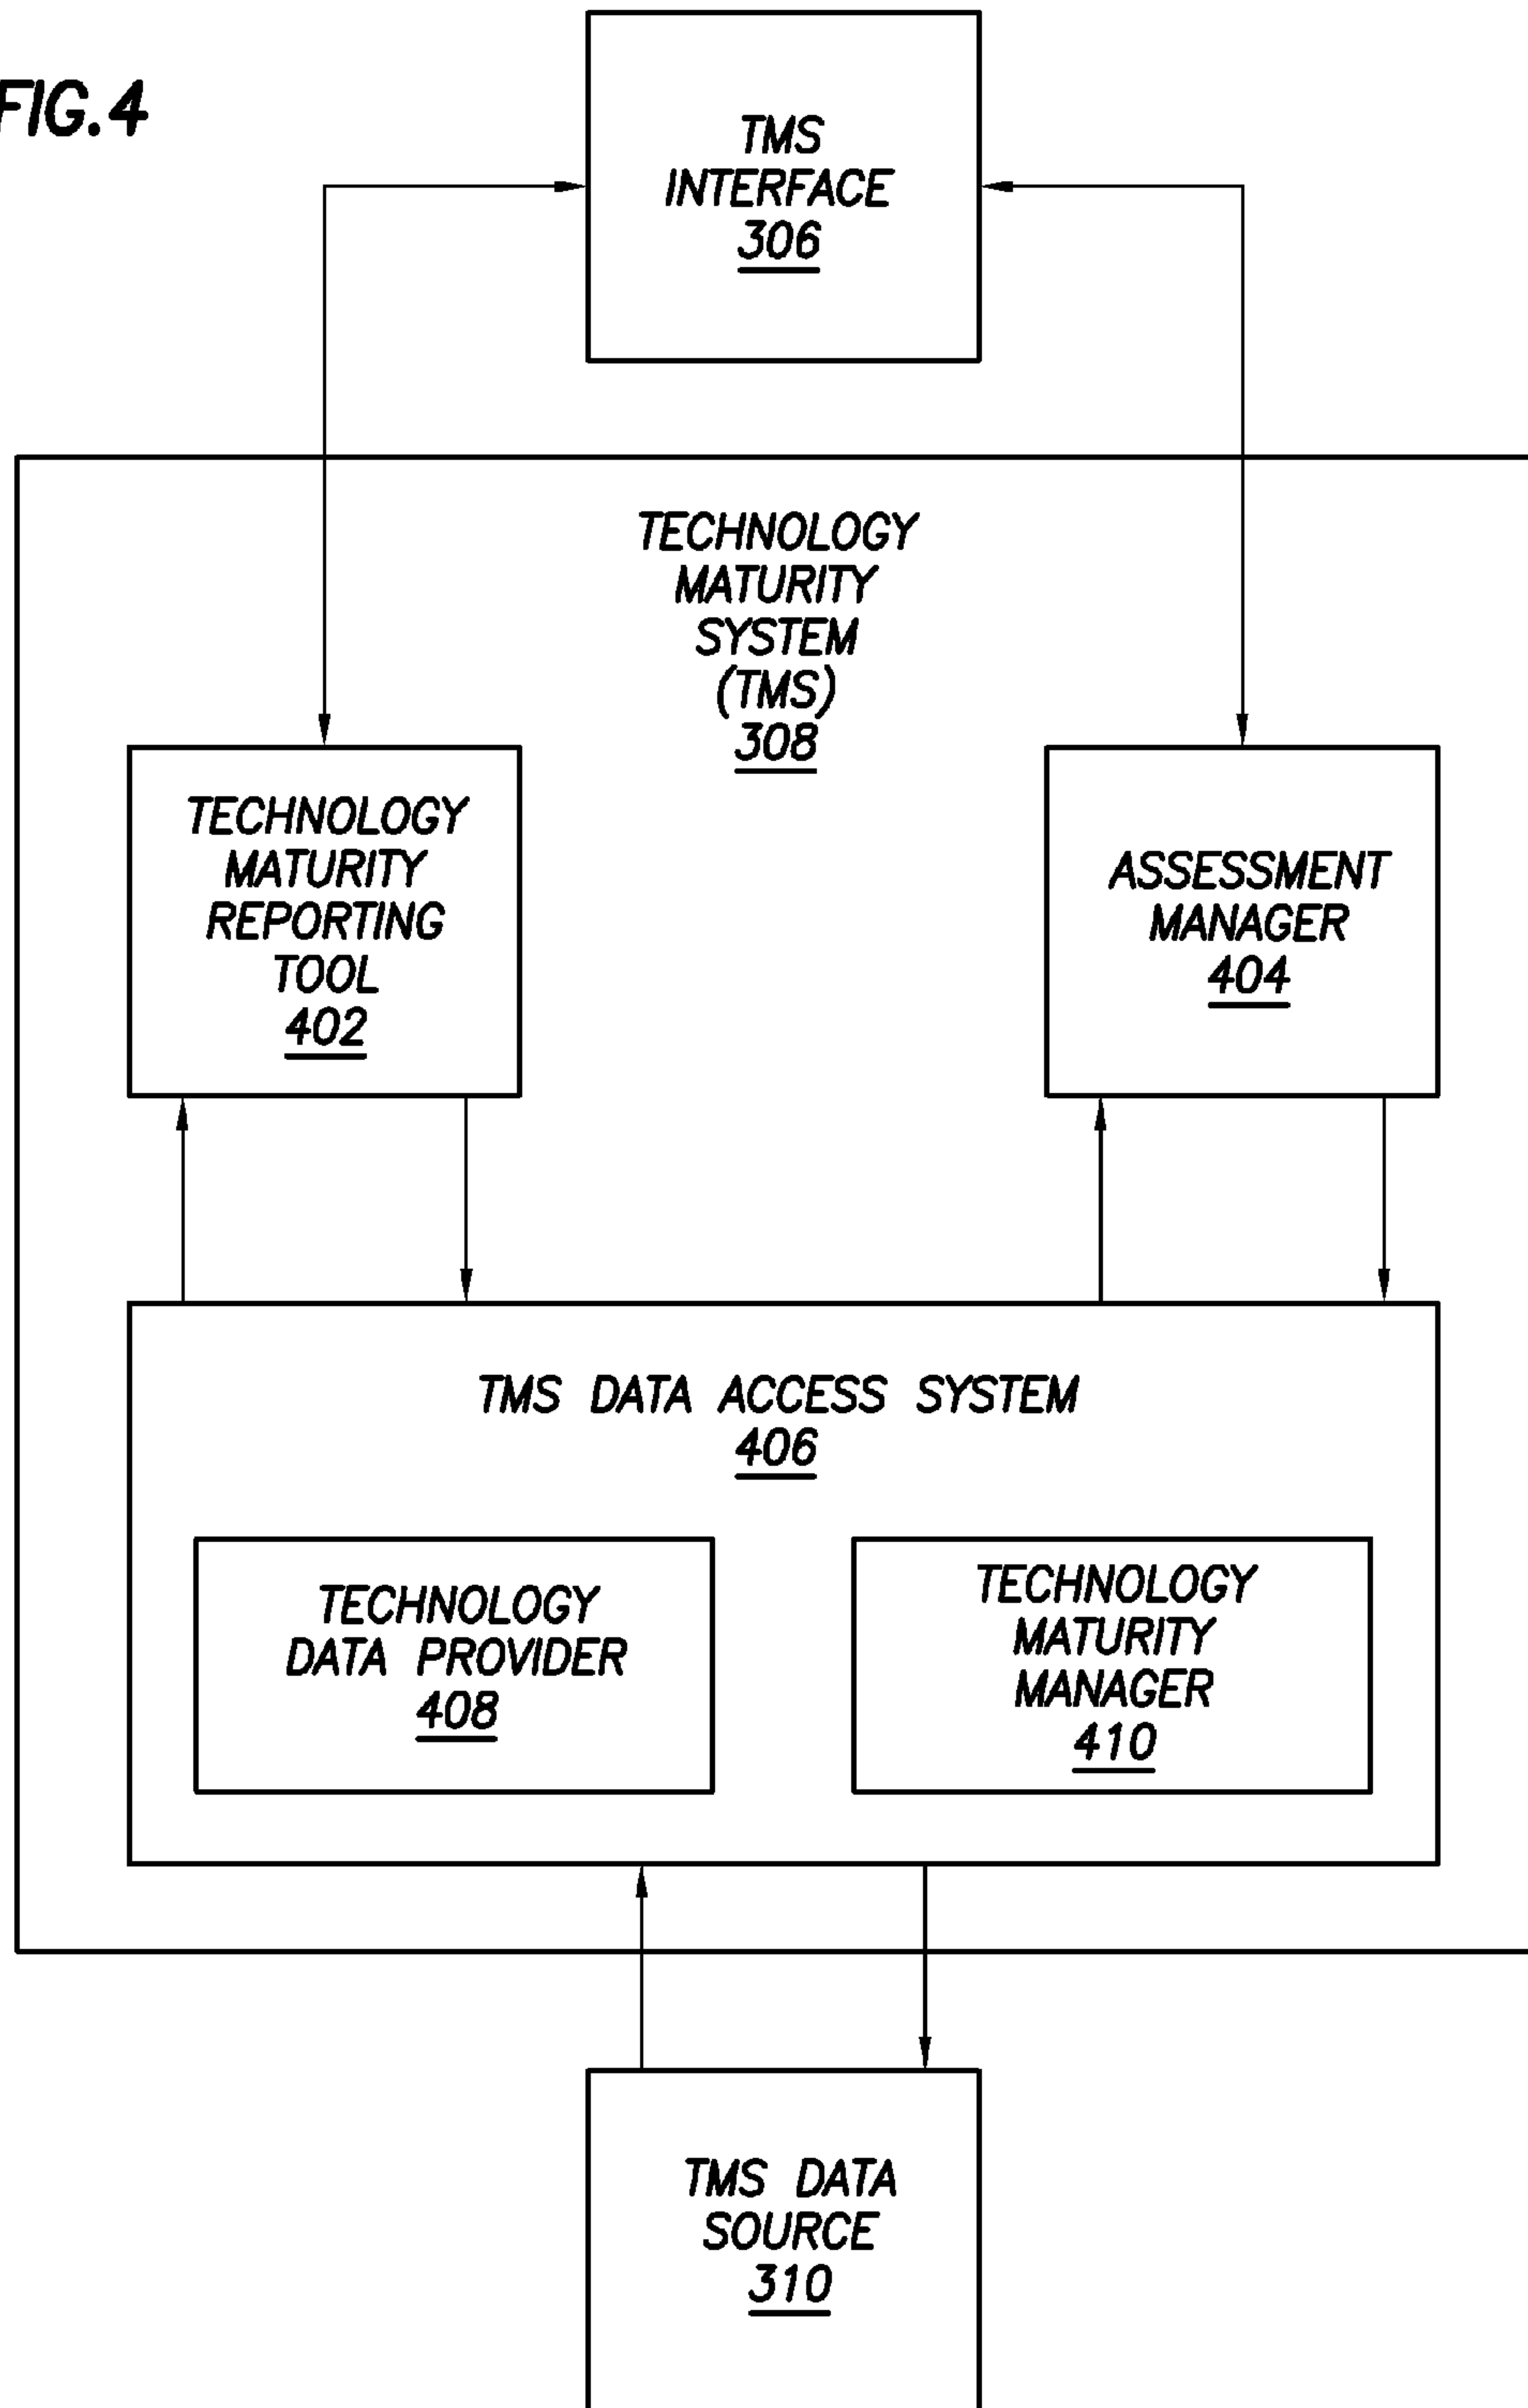 FIG.4
TMS
INTERFACE
306
TECHNOLOGY
MATURITY
SYSTEM
(TMS)
308
TECHNOLOGY
MATURITY
REPORTING
TOOL
402
ASSESSMENT
MANAGER
404
TMS DATA ACCESS SYSTEM
406
TECHNOLOGY
DATA PROVIDER
408
TECHNOLOGY
MATURITY
MANAGER
410
TMS DATA
SOURCE
310